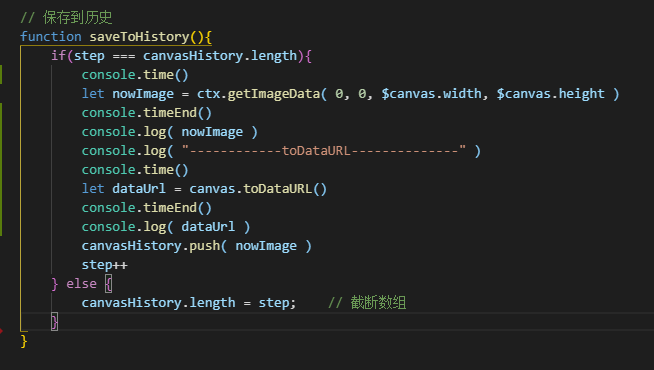 // 保存到历史
function saveToHistory(){
if(step === canvasHistory.length){
console.time()
let nowImage = ctx.getImageData( 0, 0, $canvas.width, $canvas.height )
console.timeEnd()
console.log( nowImage )
console.log( "------------toDataURL--------------" )
console.time()
let dataUrl = canvas.toDataURL()
console.timeEnd()
console.log( dataUrl )
canvasHistory.push( nowImage )
step++
} else {
canvasHistory.length = step;    // 截断数组
}
}